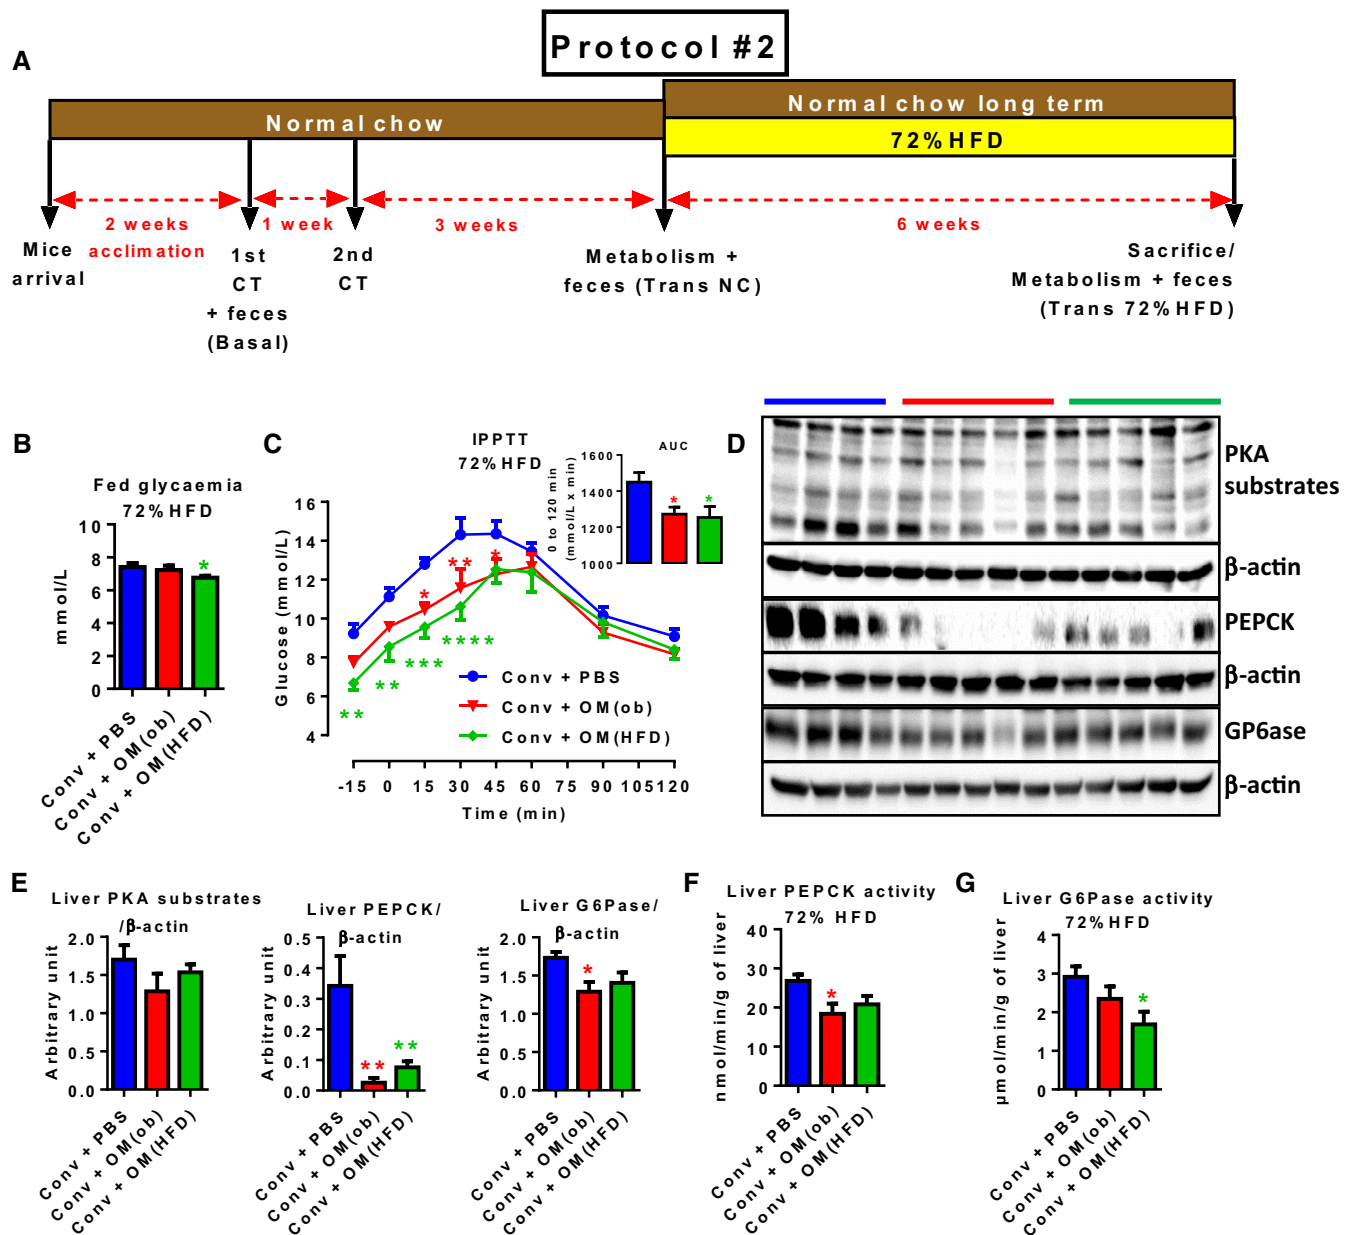 Protocol #2
A
Normal chow
Normal chow long term
72%HFD
2 weeks
acclimation
1 week
3 weeks
6 weeks
Mice
arrival
1st
CT
+ feces
(Basal)
2nd
CT
Metabolism +
feces (Trans NC)
Sacrifice/
Metabolism + feces
(Trans 72%HFD)
B
Fed glycaemia
72%HFD
mmol/L
10
8
6
4
2
0
*
Conv + PBS
Conv + OM(ob)
Conv + OM(HFD)
C
IPPTT
72%HFD
Glucose (mmol/L)
16
14
12
10
8
6
4
-15 0 15 30 45 60 75 90 105 120
Time (min)
* ** *
** ** *** ****
Conv + PBS
Conv + OM(ob)
Conv + OM(HFD)
AUC
0 to 120 min
(mmol/L x min)
1600
1400
1200
1000
* *
D
PKA
substrates
β-actin
PEPCK
β-actin
GP6ase
β-actin
E
Liver PKA substrates
/β-actin
Arbitrary unit
2.0
1.5
1.0
0.5
0.0
Conv + PBS
Conv + OM(ob)
Conv + OM(HFD)
Liver PEPCK/
β-actin
Arbitrary unit
0.5
0.4
0.3
0.2
0.1
0.0
** **
Conv + PBS
Conv + OM(ob)
Conv + OM(HFD)
Liver G6Pase/
β-actin
Arbitrary unit
2.0
1.5
1.0
0.5
0.0
*
Conv + PBS
Conv + OM(ob)
Conv + OM(HFD)
F
Liver PEPCK activity
72% HFD
nmol/min/g of liver
40
30
20
10
0
*
Conv + PBS
Conv + OM(ob)
Conv + OM(HFD)
G
Liver G6Pase activity
72%HFD
µmol/min/g of liver
4
3
2
1
0
*
Conv + PBS
Conv + OM(ob)
Conv + OM(HFD)